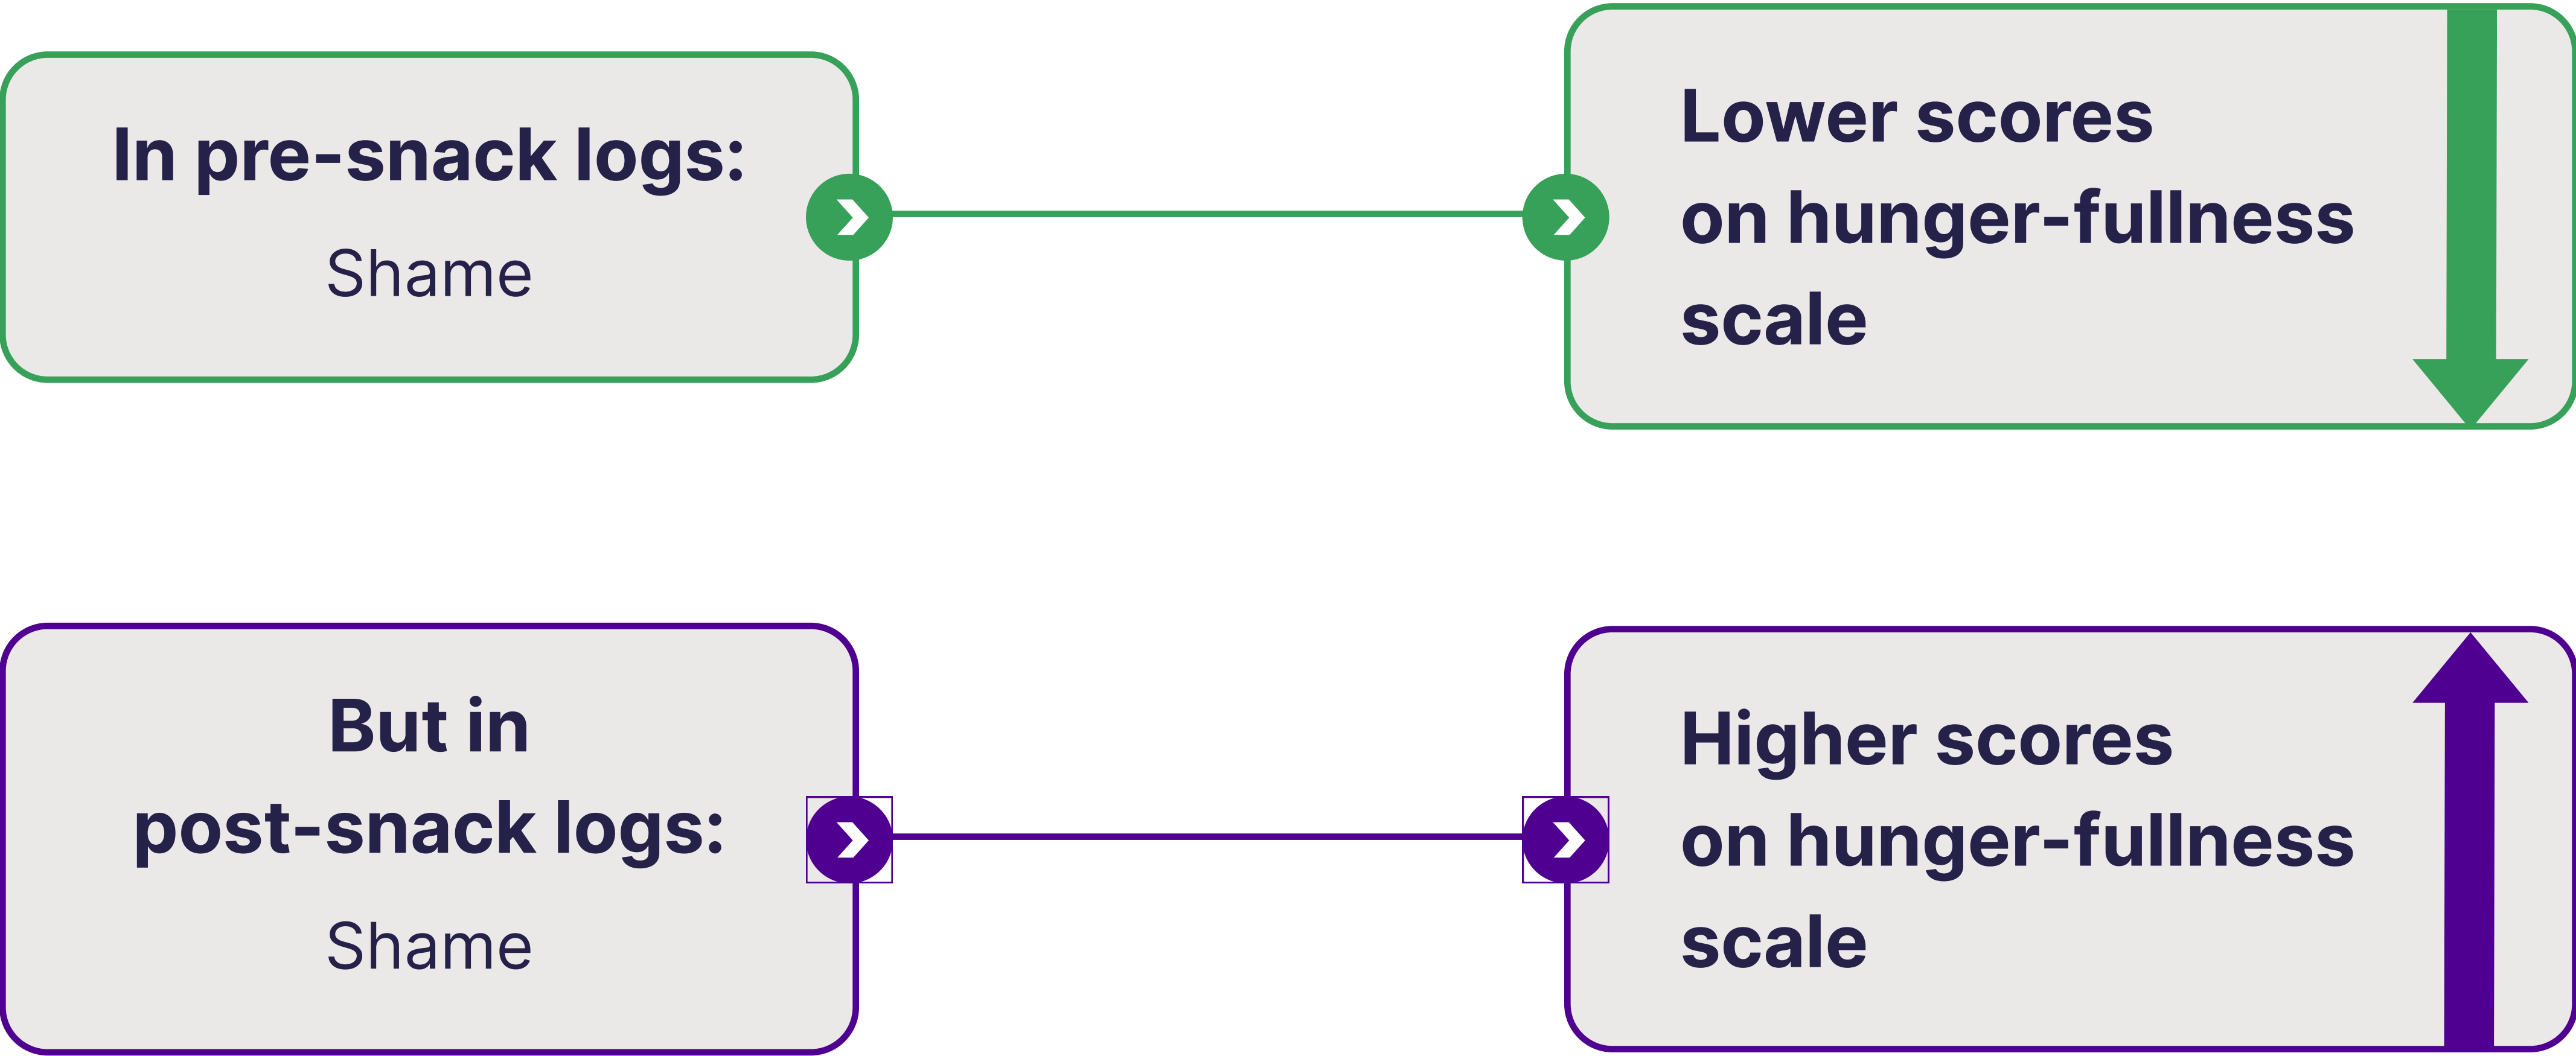 In pre-snack logs:
Shame
Lower scores
on hunger-fullness
scale
But in
post-snack logs:
Shame
Higher scores
on hunger-fullness
scale